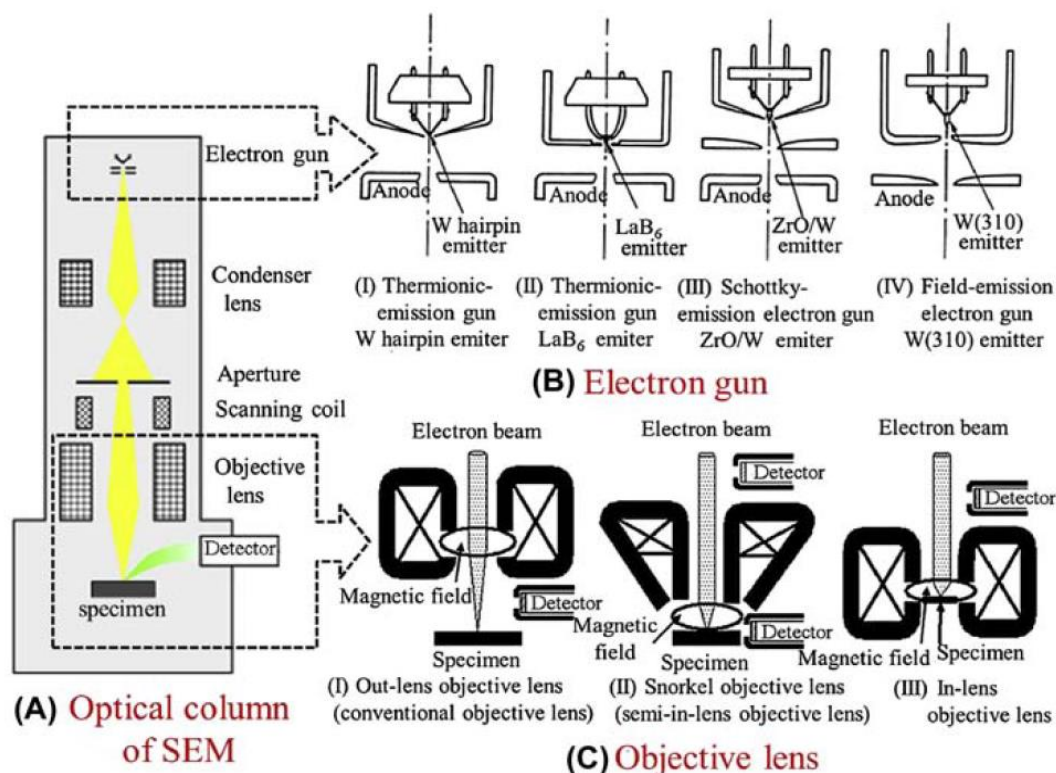 Electron gun
Condenser
lens
Aperture
Scanning coil
Objective
lens
Detector
specimen
(A) Optical column
of SEM
Anode
W hairpin
emitter
(I) Thermionic-
emission gun
W hairpin emiter
Anode
LaB₆
emitter
(II) Thermionic-
emission gun
LaB₆ emiter
Anode
ZrO/W
emitter
(III) Schottky-
emission electron gun
ZrO/W emiter
Anode
W(310)
emitter
(IV) Field-emission
electron gun
W(310) emitter
(B) Electron gun
Electron beam
Magnetic field
Detector
Specimen
(I) Out-lens objective lens
(conventional objective lens)
Electron beam
Detector
Magnetic
field
Detector
Specimen
(II) Snorkel objective lens
(semi-in-lens objective lens)
Electron beam
Detector
Magnetic field
Specimen
(III) In-lens
objective lens
(C) Objective lens